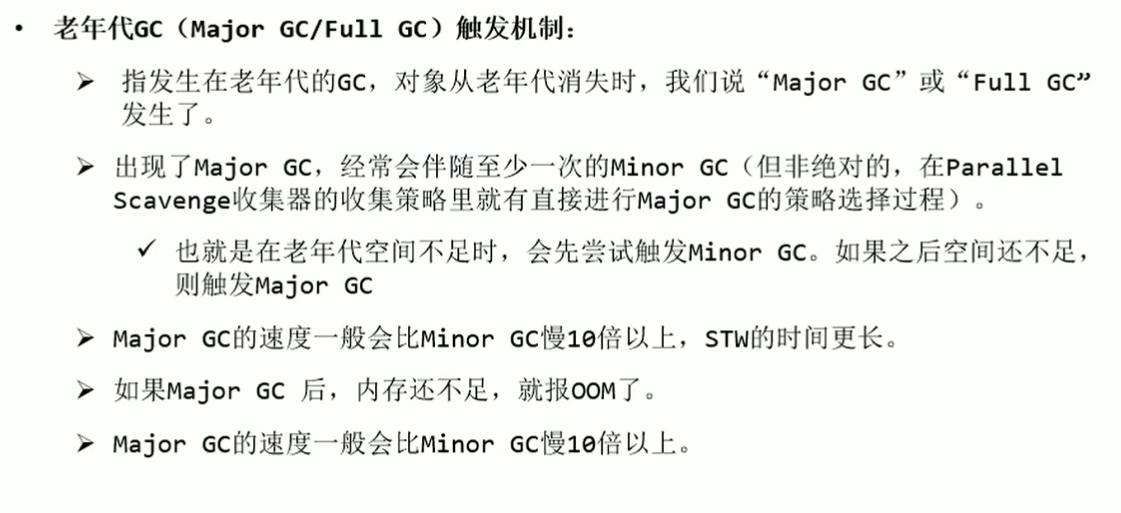 • 老年代GC（Major GC/Full GC）触发机制：
➢ 指发生在老年代的GC，对象从老年代消失时，我们说“Major GC”或“Full GC”
发生了。
➢ 出现了Major GC，经常会伴随至少一次的Minor GC（但非绝对的，在Parallel
Scavenge收集器的收集策略里就有直接进行Major GC的策略选择过程）。
✓ 也就是在老年代空间不足时，会先尝试触发Minor GC。如果之后空间还不足，
则触发Major GC
➢ Major GC的速度一般会比Minor GC慢10倍以上，STW的时间更长。
➢ 如果Major GC 后，内存还不足，就报OOM了。
➢ Major GC的速度一般会比Minor GC慢10倍以上。